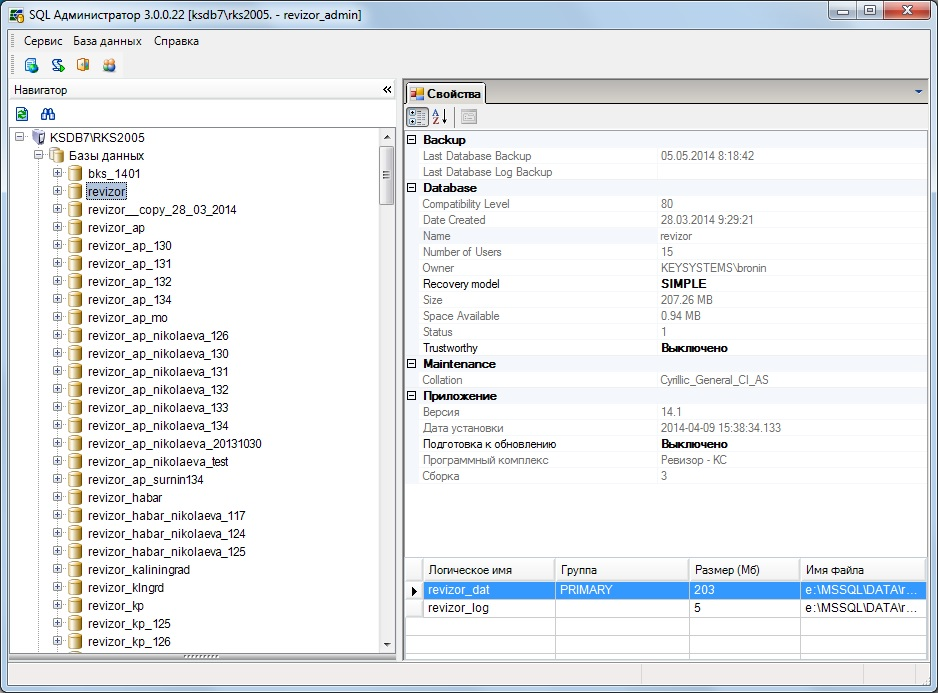 SQL Администратор 3.0.0.22 [ksdb7\rks2005. - revizor_admin]
Сервис База данных Справка
Навигатор
KSDB7\RKS2005
Базы данных
bks_1401
revizor
revizor__copy_28_03_2014
revizor_ap
revizor_ap_130
revizor_ap_131
revizor_ap_132
revizor_ap_134
revizor_ap_mo
revizor_ap_nikolaeva_126
revizor_ap_nikolaeva_130
revizor_ap_nikolaeva_131
revizor_ap_nikolaeva_132
revizor_ap_nikolaeva_133
revizor_ap_nikolaeva_134
revizor_ap_nikolaeva_20131030
revizor_ap_nikolaeva_test
revizor_ap_surnin134
revizor_habar
revizor_habar_nikolaeva_117
revizor_habar_nikolaeva_124
revizor_habar_nikolaeva_125
revizor_kaliningrad
revizor_klngrd
revizor_kp
revizor_kp_125
revizor_kp_126
Свойства
Backup
Last Database Backup 05.05.2014 8:18:42
Last Database Log Backup
Database
Compatibility Level 80
Date Created 28.03.2014 9:29:21
Name revizor
Number of Users 15
Owner KEYSYSTEMS\bronin
Recovery model SIMPLE
Size 207.26 MB
Space Available 0.94 MB
Status 1
Trustworthy Выключено
Maintenance
Collation Cyrillic_General_CI_AS
Приложение
Версия 14.1
Дата установки 2014-04-09 15:38:34.133
Подготовка к обновлению Выключено
Программный комплекс Ревизор - КС
Сборка 3
Логическое имя Группа Размер (Мб) Имя файла
revizor_dat PRIMARY 203 e:\MSSQL\DATA\r...
revizor_log 5 e:\MSSQL\DATA\r...